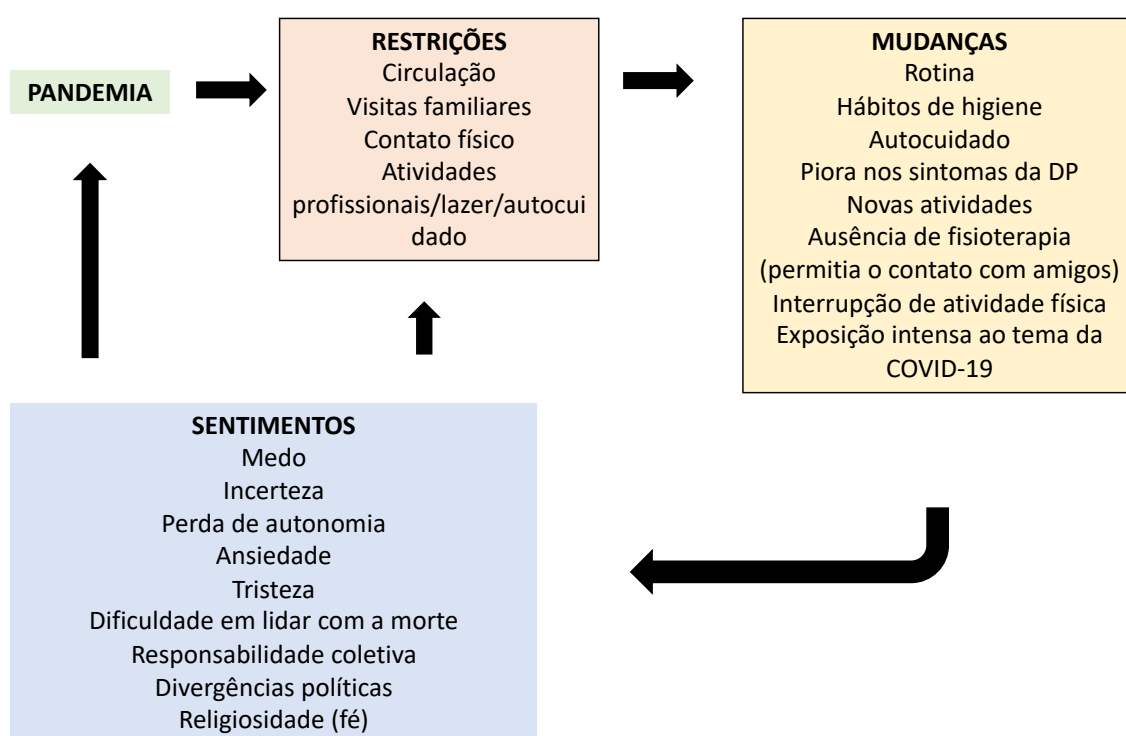 PANDEMIA
RESTRIÇÕES
Circulação
Visitas familiares
Contato físico
Atividades
profissionais/lazer/autocui
dado
MUDANÇAS
Rotina
Hábitos de higiene
Autocuidado
Piora nos sintomas da DP
Novas atividades
Ausência de fisioterapia
(permitia o contato com amigos)
Interrupção de atividade física
Exposição intensa ao tema da
COVID-19
SENTIMENTOS
Medo
Incerteza
Perda de autonomia
Ansiedade
Tristeza
Dificuldade em lidar com a morte
Responsabilidade coletiva
Divergências políticas
Religiosidade (fé)